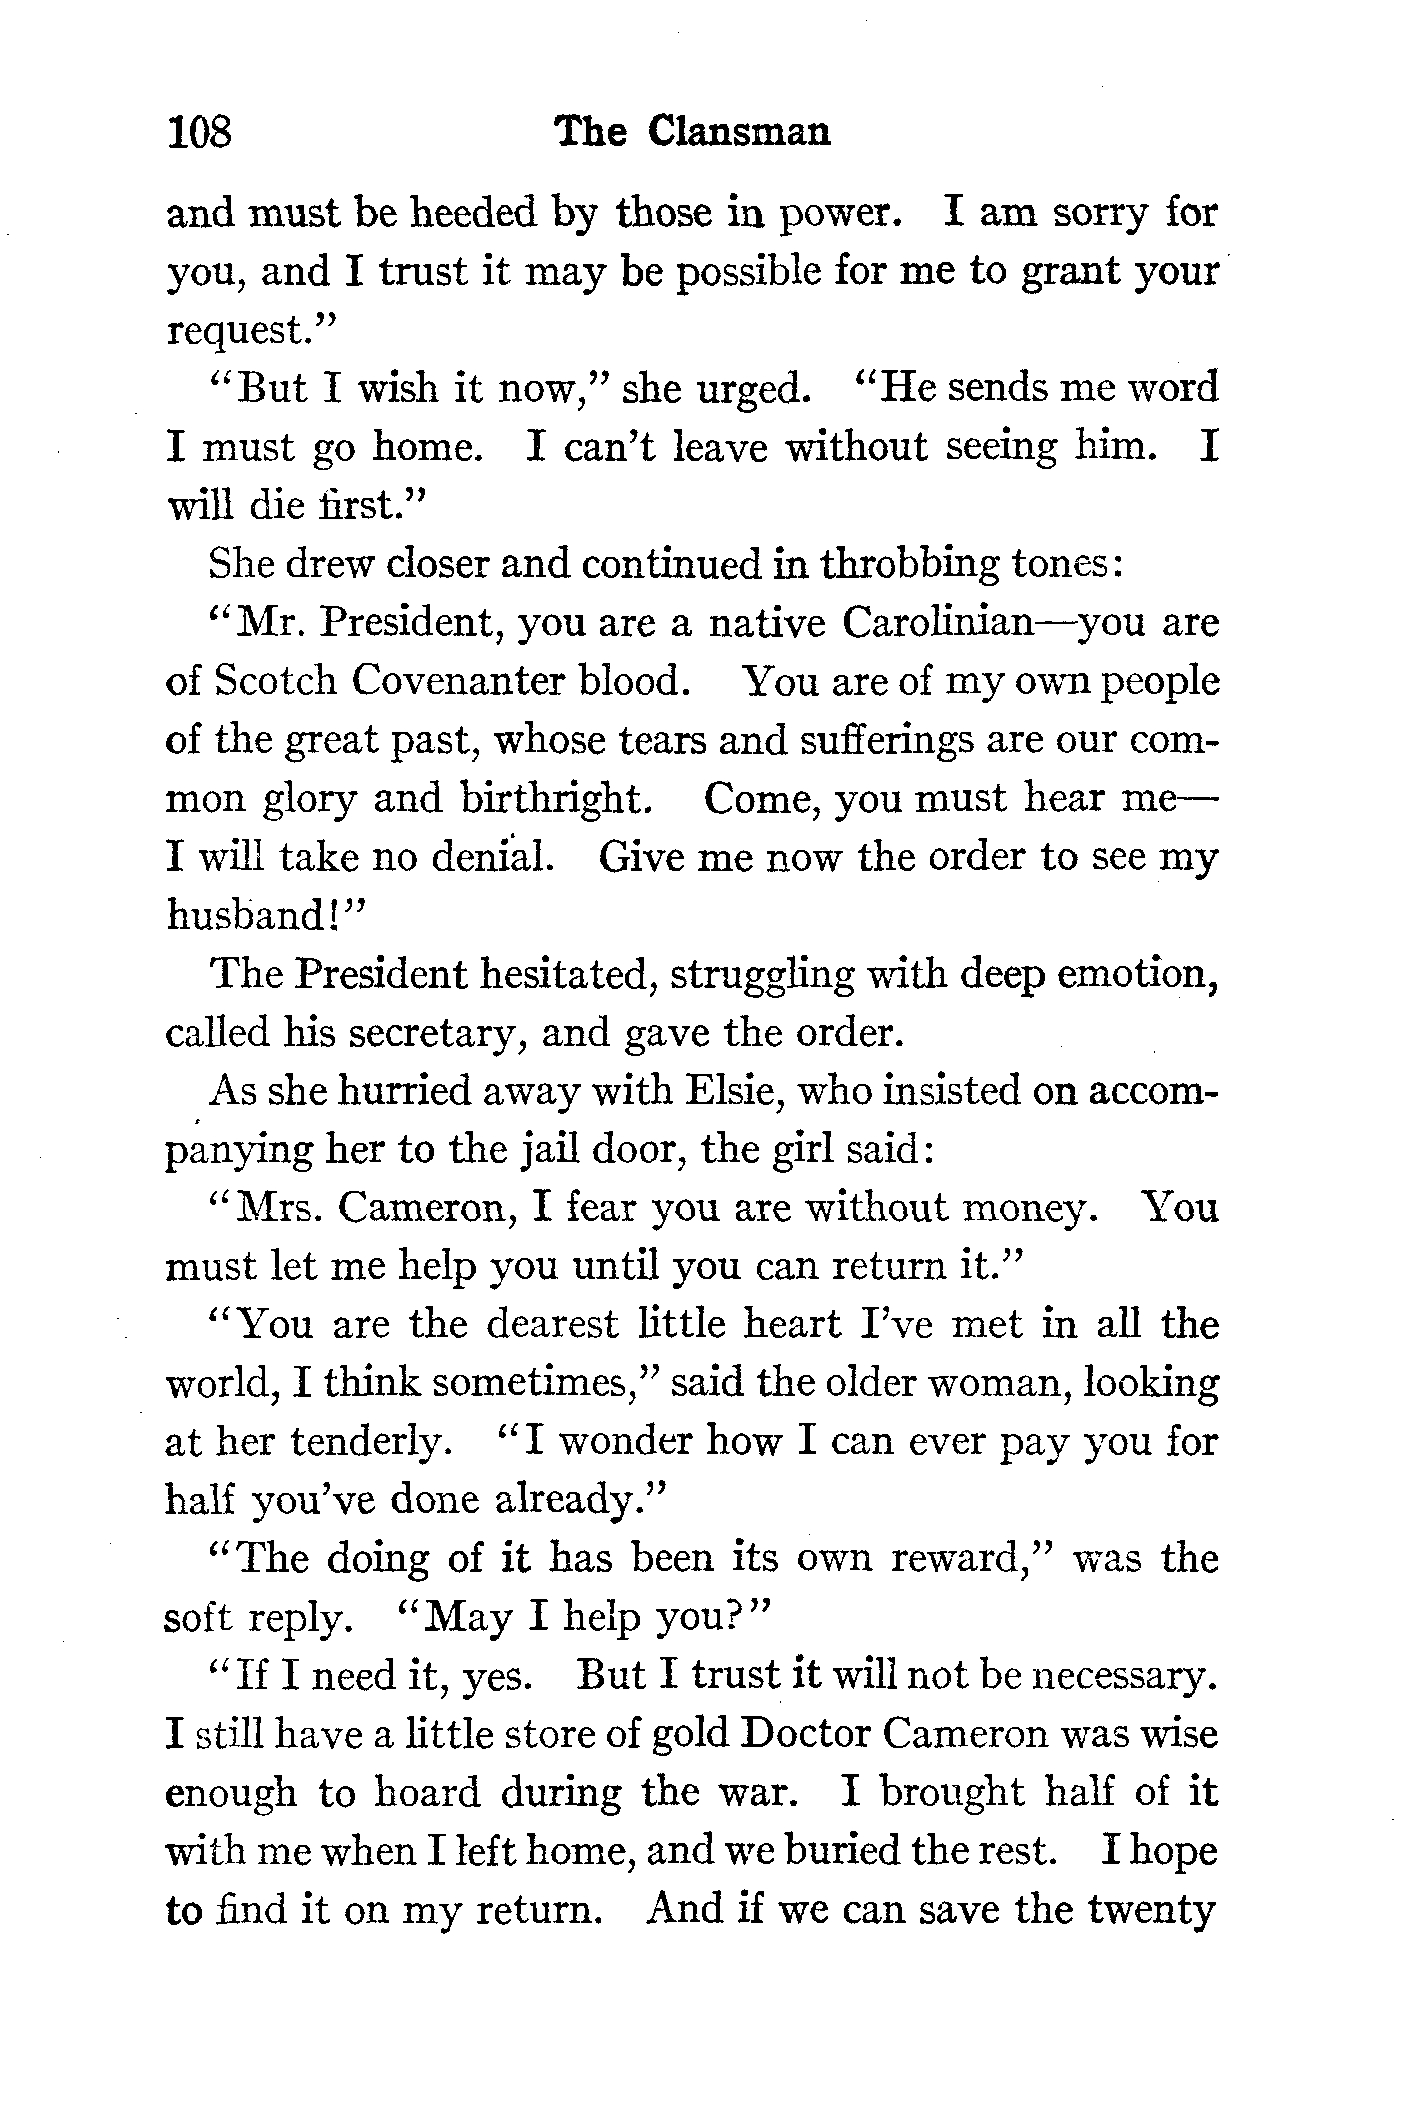 108 The Clansman
and must be heeded by those in power. I am sorry for
you, and I trust it may be possible for me to grant your
request.”
“But I wish it now,” she urged. “He sends me word
I must go home. I can’t leave without seeing him. I
will die first.”
She drew closer and continued in throbbing tones:
“Mr. President, you are a native Carolinian—you are
of Scotch Covenanter blood. You are of my own people
of the great past, whose tears and sufferings are our com-
mon glory and birthright. Come, you must hear me—
I will take no denial. Give me now the order to see my
husband!”
The President hesitated, struggling with deep emotion,
called his secretary, and gave the order.
As she hurried away with Elsie, who insisted on accom-
panying her to the jail door, the girl said:
“Mrs. Cameron, I fear you are without money. You
must let me help you until you can return it.”
“You are the dearest little heart I’ve met in all the
world, I think sometimes,” said the older woman, looking
at her tenderly. “I wonder how I can ever pay you for
half you’ve done already.”
“The doing of it has been its own reward,” was the
soft reply. “May I help you?”
“If I need it, yes. But I trust it will not be necessary.
I still have a little store of gold Doctor Cameron was wise
enough to hoard during the war. I brought half of it
with me when I left home, and we buried the rest. I hope
to find it on my return. And if we can save the twenty